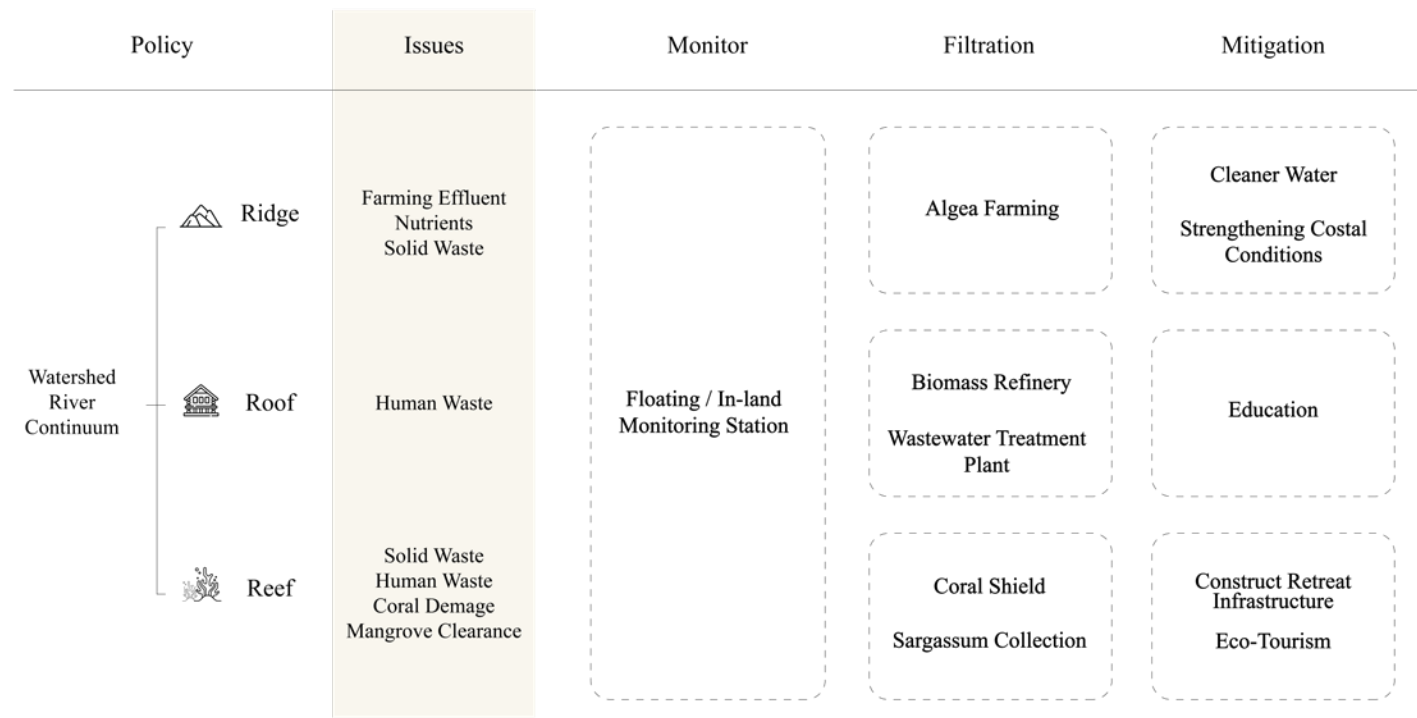 Policy
Issues
Monitor
Filtration
Mitigation
Watershed
River
Continuum
Ridge
Farming Effluent
Nutrients
Solid Waste
Algea Farming
Cleaner Water
Strengthening Costal
Conditions
Roof
Human Waste
Floating / In-land
Monitoring Station
Biomass Refinery
Wastewater Treatment
Plant
Education
Reef
Solid Waste
Human Waste
Coral Demage
Mangrove Clearance
Coral Shield
Sargassum Collection
Construct Retreat
Infrastructure
Eco-Tourism